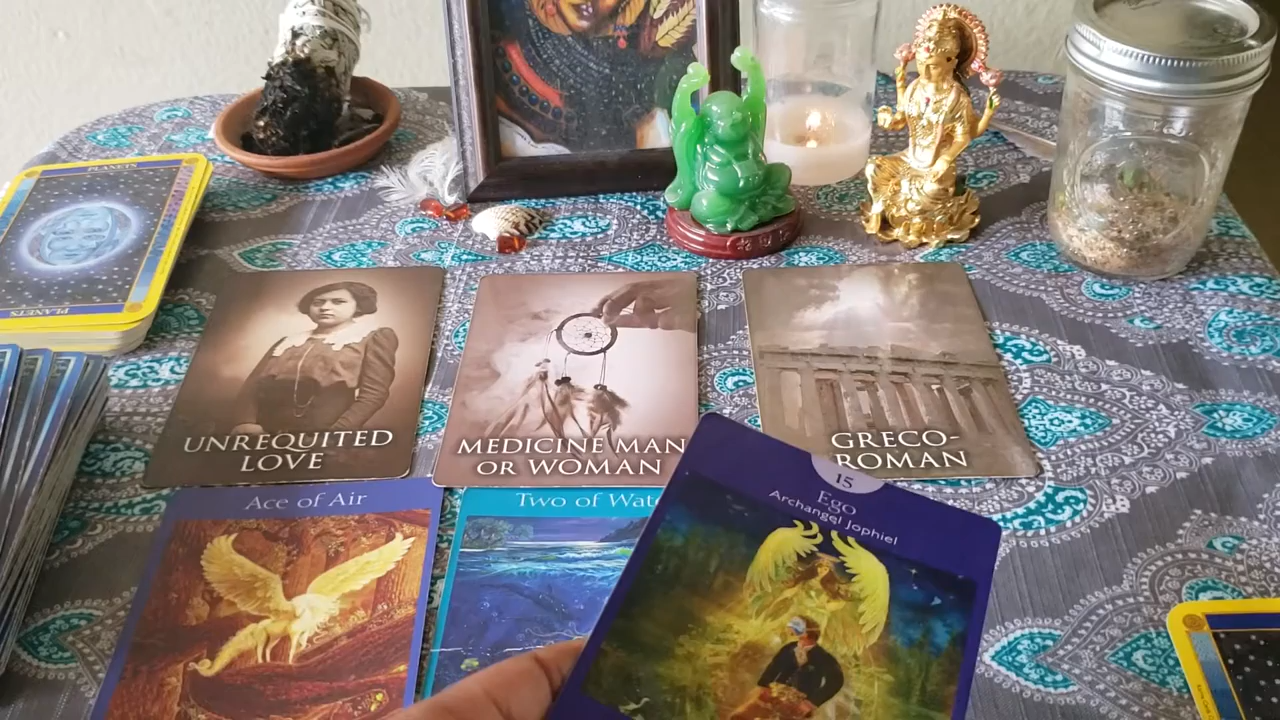 PLANETS
PLANETS
UNREQUITED
LOVE
MEDICINE MAN
OR WOMAN
GRECO-
ROMAN
Ace of Air
Two of Wate
15
Ego
Archangel Jophiel